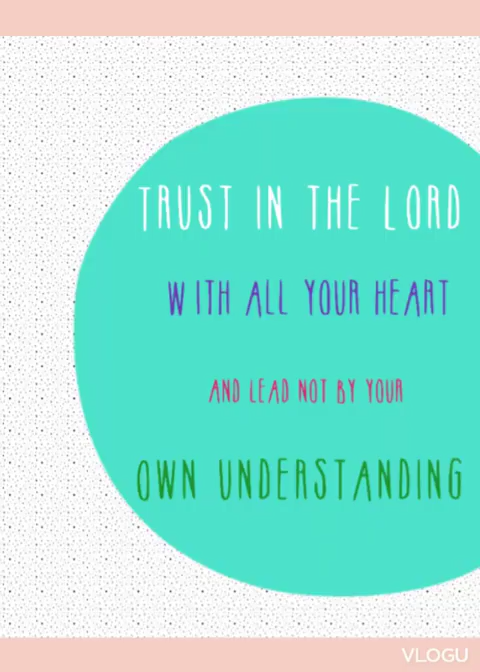 TRUST IN THE LORD
WITH ALL YOUR HEART
AND LEAD NOT BY YOUR
OWN UNDERSTANDING
VLOGU